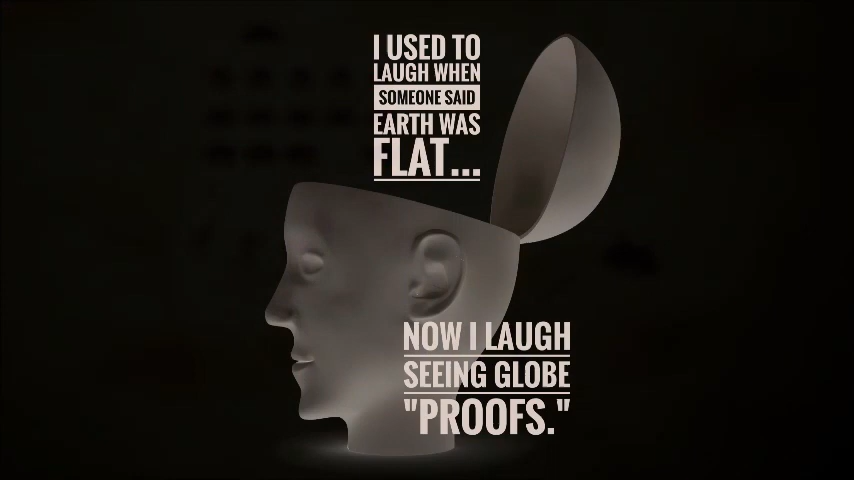 I USED TO
LAUGH WHEN
SOMEONE SAID
EARTH WAS
FLAT...
NOW I LAUGH
SEEING GLOBE
"PROOFS."